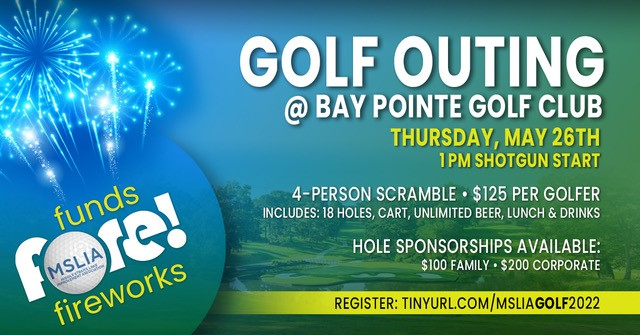 GOLF OUTING
@ BAY POINTE GOLF CLUB
THURSDAY, MAY 26TH
1 PM SHOTGUN START
4-PERSON SCRAMBLE • $125 PER GOLFER
INCLUDES: 18 HOLES, CART, UNLIMITED BEER, LUNCH & DRINKS
HOLE SPONSORSHIPS AVAILABLE:
$100 FAMILY • $200 CORPORATE
REGISTER: TINYURL.COM/MSLIAGOLF2022
funds
fore!
MSLIA
fireworks